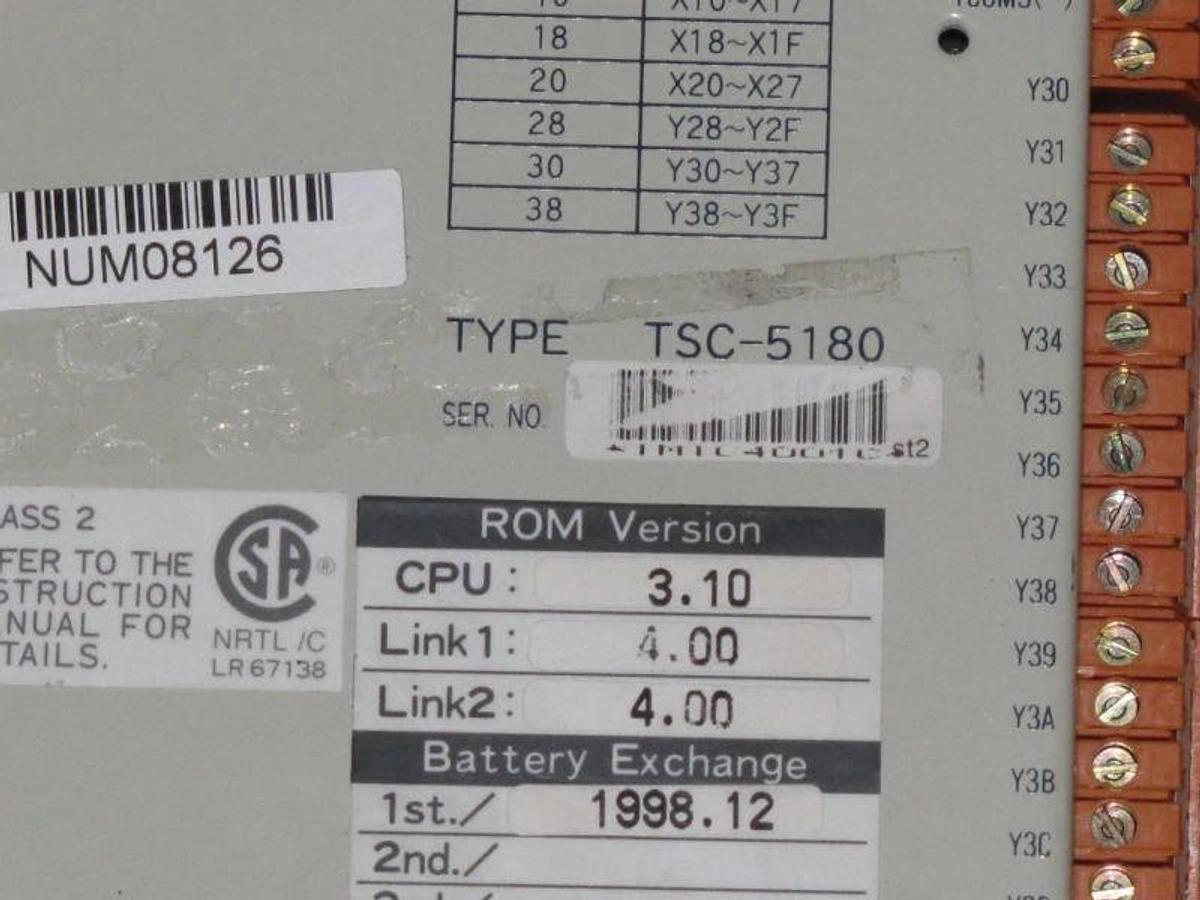 18 X18~X1F
20 X20~X27
28 Y28~Y2F
30 Y30~Y37
38 Y38~Y3F
NUM08126
TYPE TSC-5180
SER. NO.
st2
ASS 2
FER TO THE
STRUCTION
NUAL FOR
TAILS.
SA®
NRTL/C
LR67138
ROM Version
CPU: 3.10
Link1: 4.00
Link2: 4.00
Battery Exchange
1st./ 1998.12
2nd./
Y30
Y31
Y32
Y33
Y34
Y35
Y36
Y37
Y38
Y39
Y3A
Y3B
Y3C